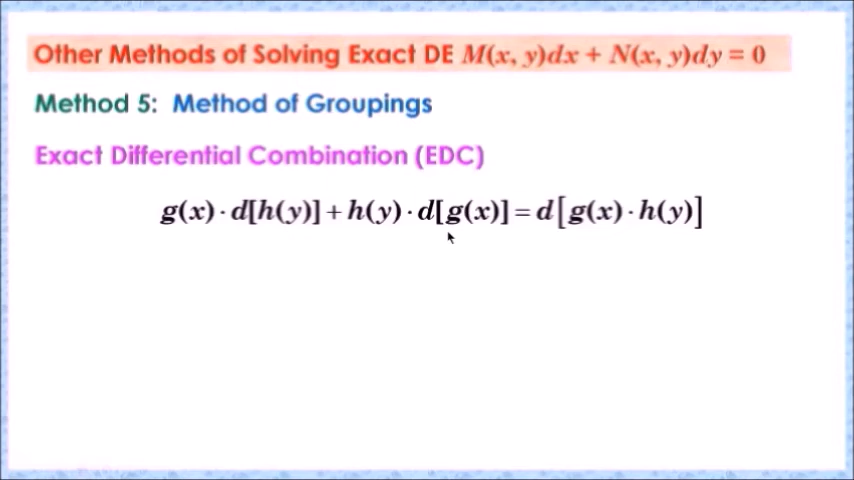 Other Methods of Solving Exact DE M(x, y)dx + N(x, y)dy = 0
Method 5: Method of Groupings
Exact Differential Combination (EDC)
g(x) · d[h(y)] + h(y) · d[g(x)] = d[g(x) · h(y)]